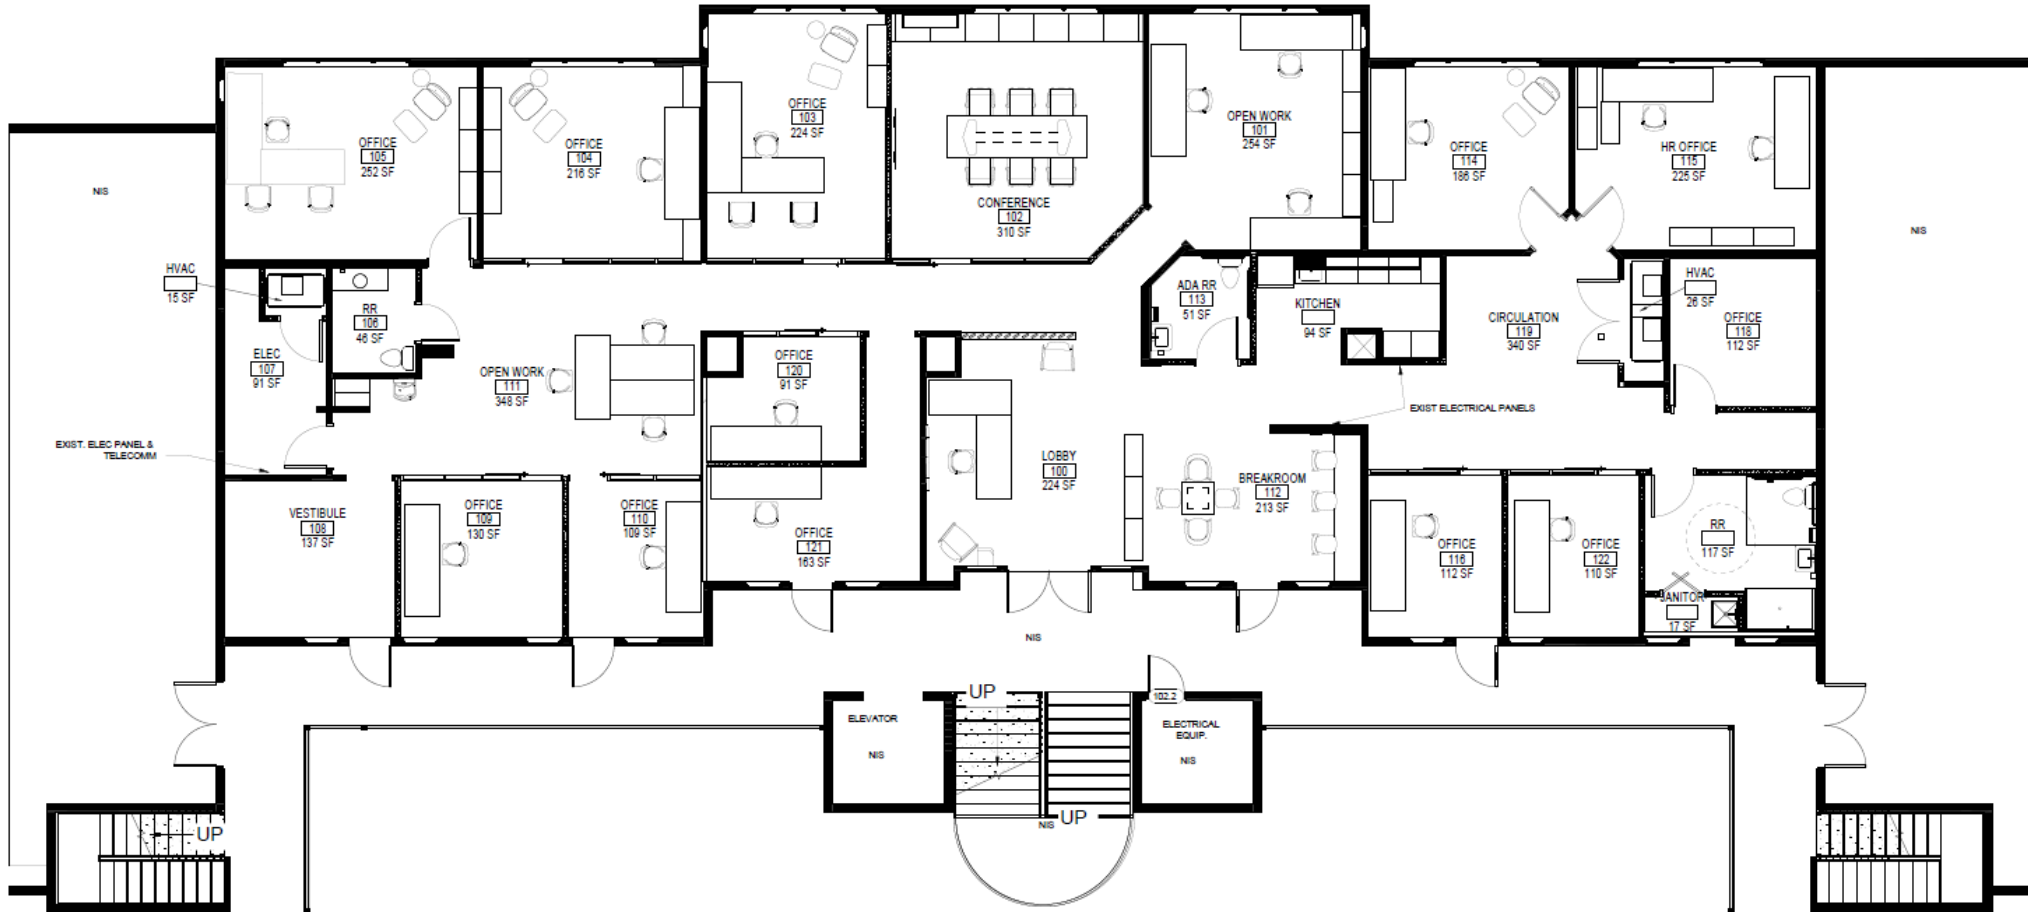 OFFICE
105
252 SF
OFFICE
104
216 SF
OFFICE
103
224 SF
CONFERENCE
102
310 SF
OPEN WORK
101
254 SF
OFFICE
114
186 SF
HR OFFICE
115
225 SF
NIS
NIS
HVAC
15 SF
RR
106
46 SF
ELEC
107
91 SF
OPEN WORK
111
348 SF
OFFICE
120
91 SF
ADA RR
113
51 SF
KITCHEN
94 SF
CIRCULATION
119
340 SF
HVAC
26 SF
OFFICE
118
112 SF
EXIST ELECTRICAL PANELS
EXIST. ELEC PANEL &
TELECOMM
VESTIBULE
108
137 SF
OFFICE
109
130 SF
OFFICE
110
109 SF
OFFICE
121
163 SF
LOBBY
100
224 SF
BREAKROOM
112
213 SF
OFFICE
116
112 SF
OFFICE
122
110 SF
RR
117 SF
JANITOR
17 SF
NIS
UP
102.2
ELEVATOR
NIS
ELECTRICAL
EQUIP.
NIS
NIS
UP
UP